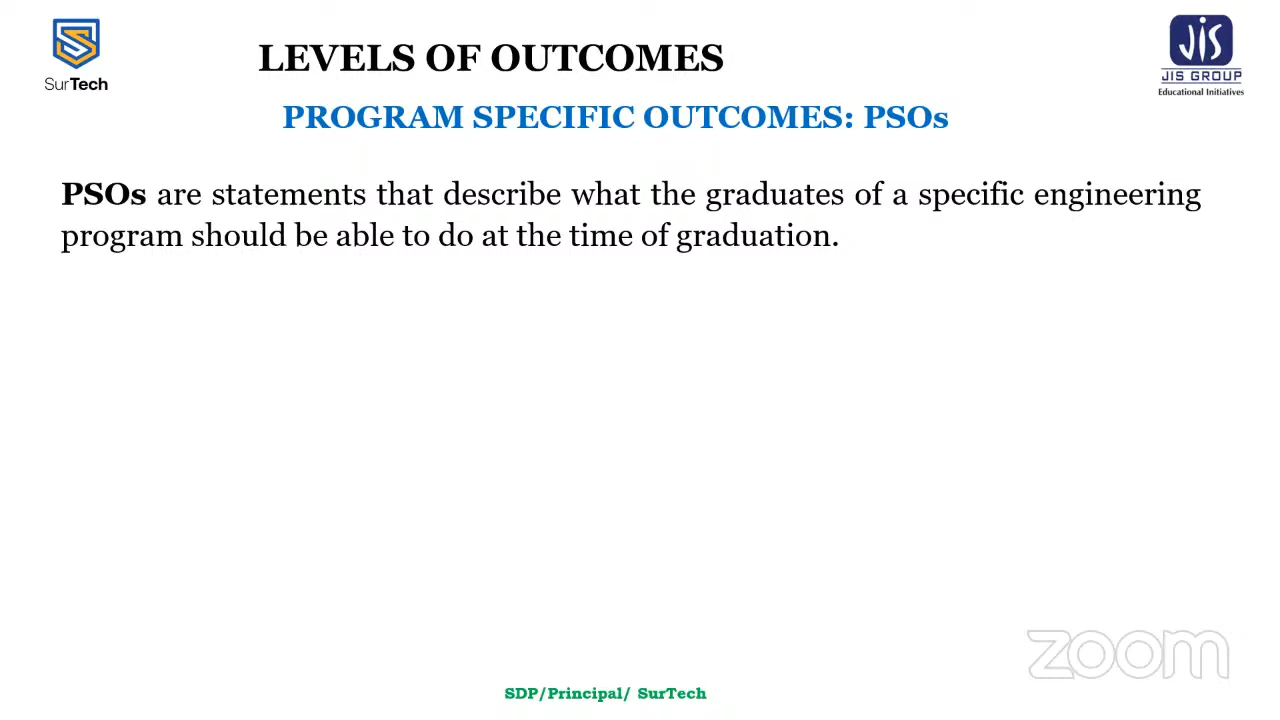 SurTech
LEVELS OF OUTCOMES
JIS
JIS GROUP
Educational Initiatives
PROGRAM SPECIFIC OUTCOMES: PSOs
PSOs are statements that describe what the graduates of a specific engineering
program should be able to do at the time of graduation.
zoom
SDP/Principal/ SurTech